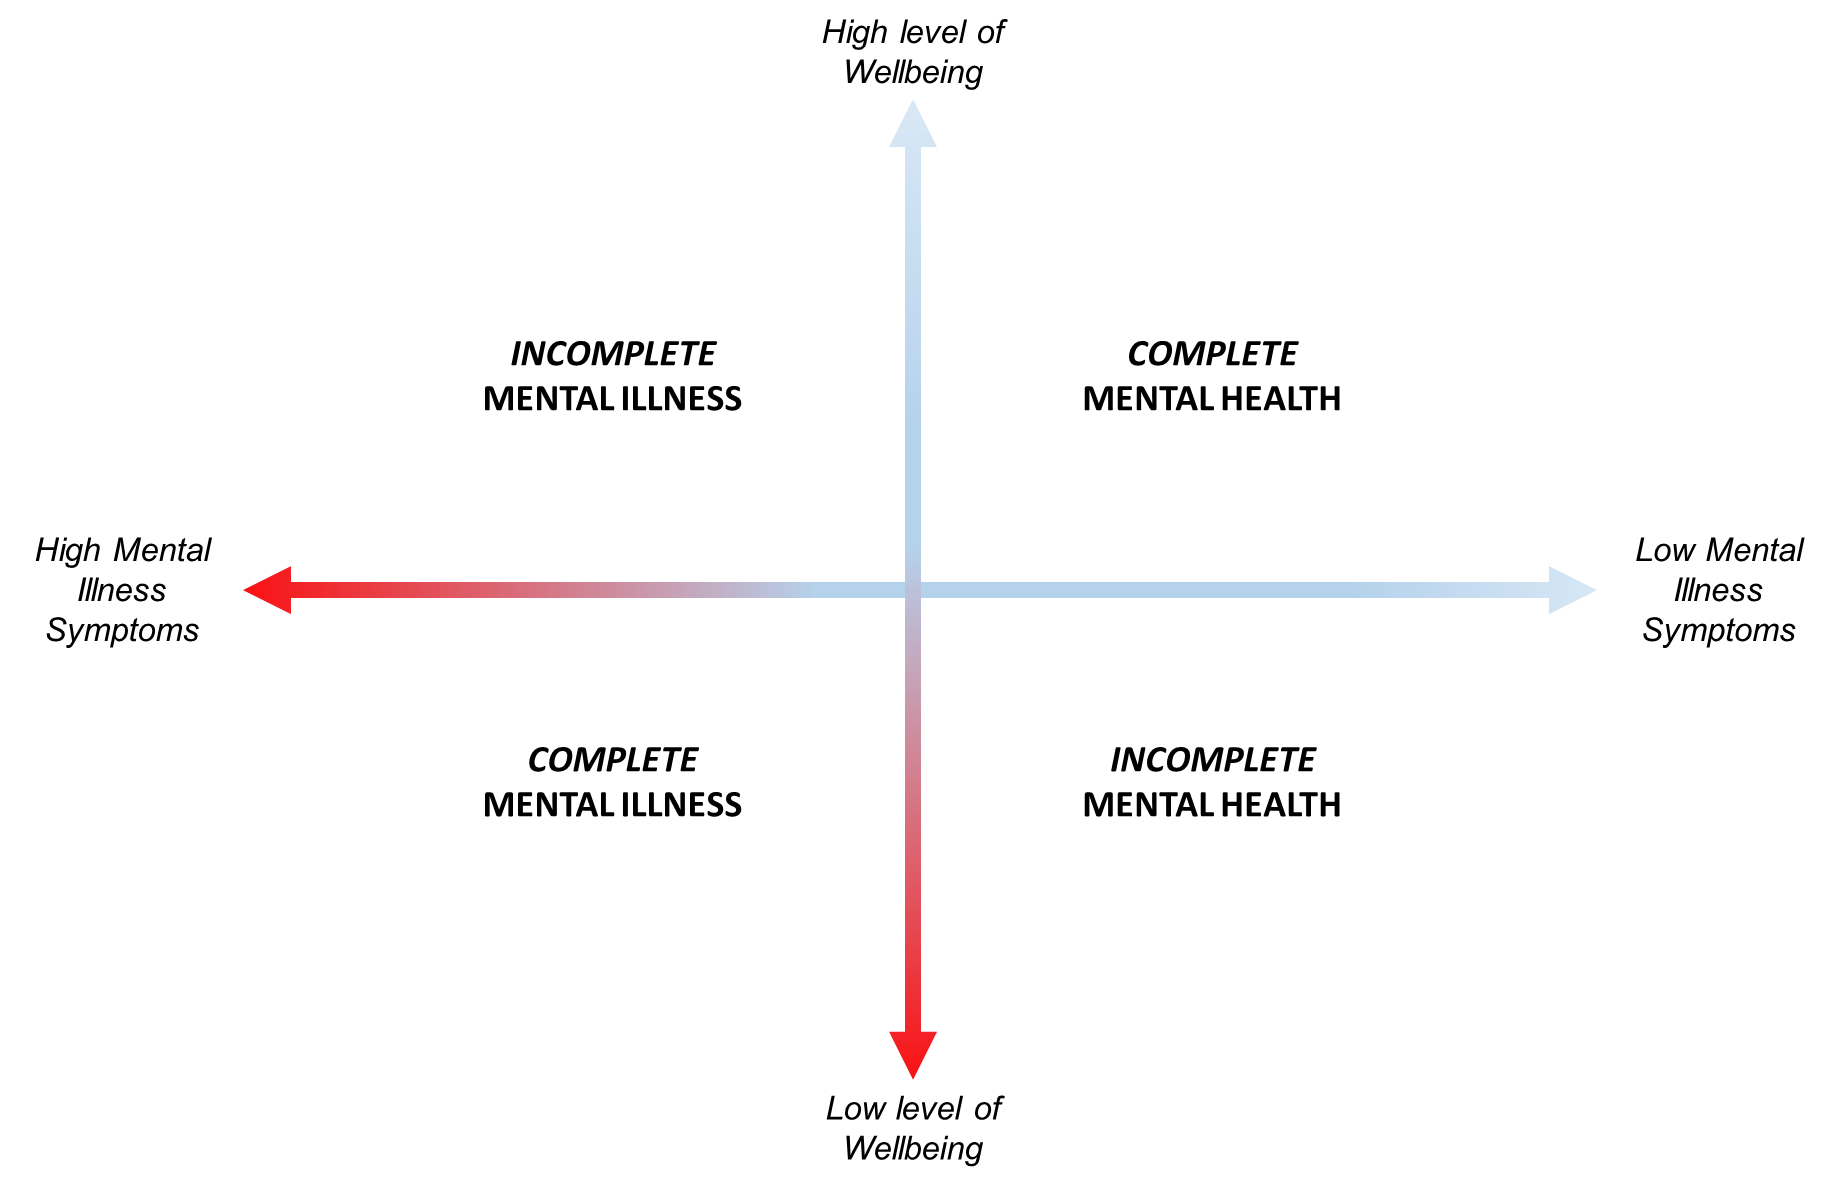 High level of
Wellbeing
INCOMPLETE
MENTAL ILLNESS
COMPLETE
MENTAL HEALTH
High Mental
Illness
Symptoms
Low Mental
Illness
Symptoms
COMPLETE
MENTAL ILLNESS
INCOMPLETE
MENTAL HEALTH
Low level of
Wellbeing